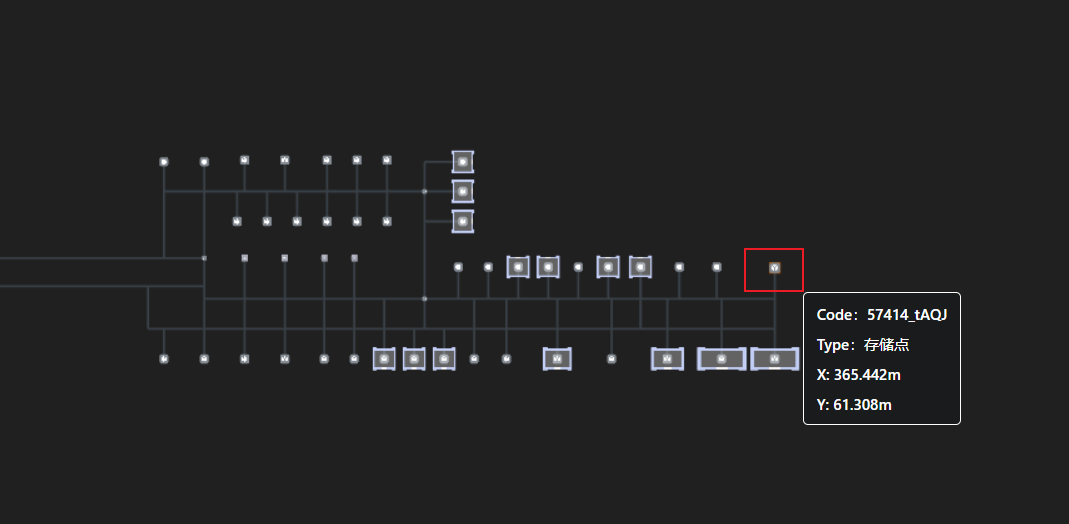 Code：57414_tAQJ
Type：存储点
X: 365.442m
Y: 61.308m